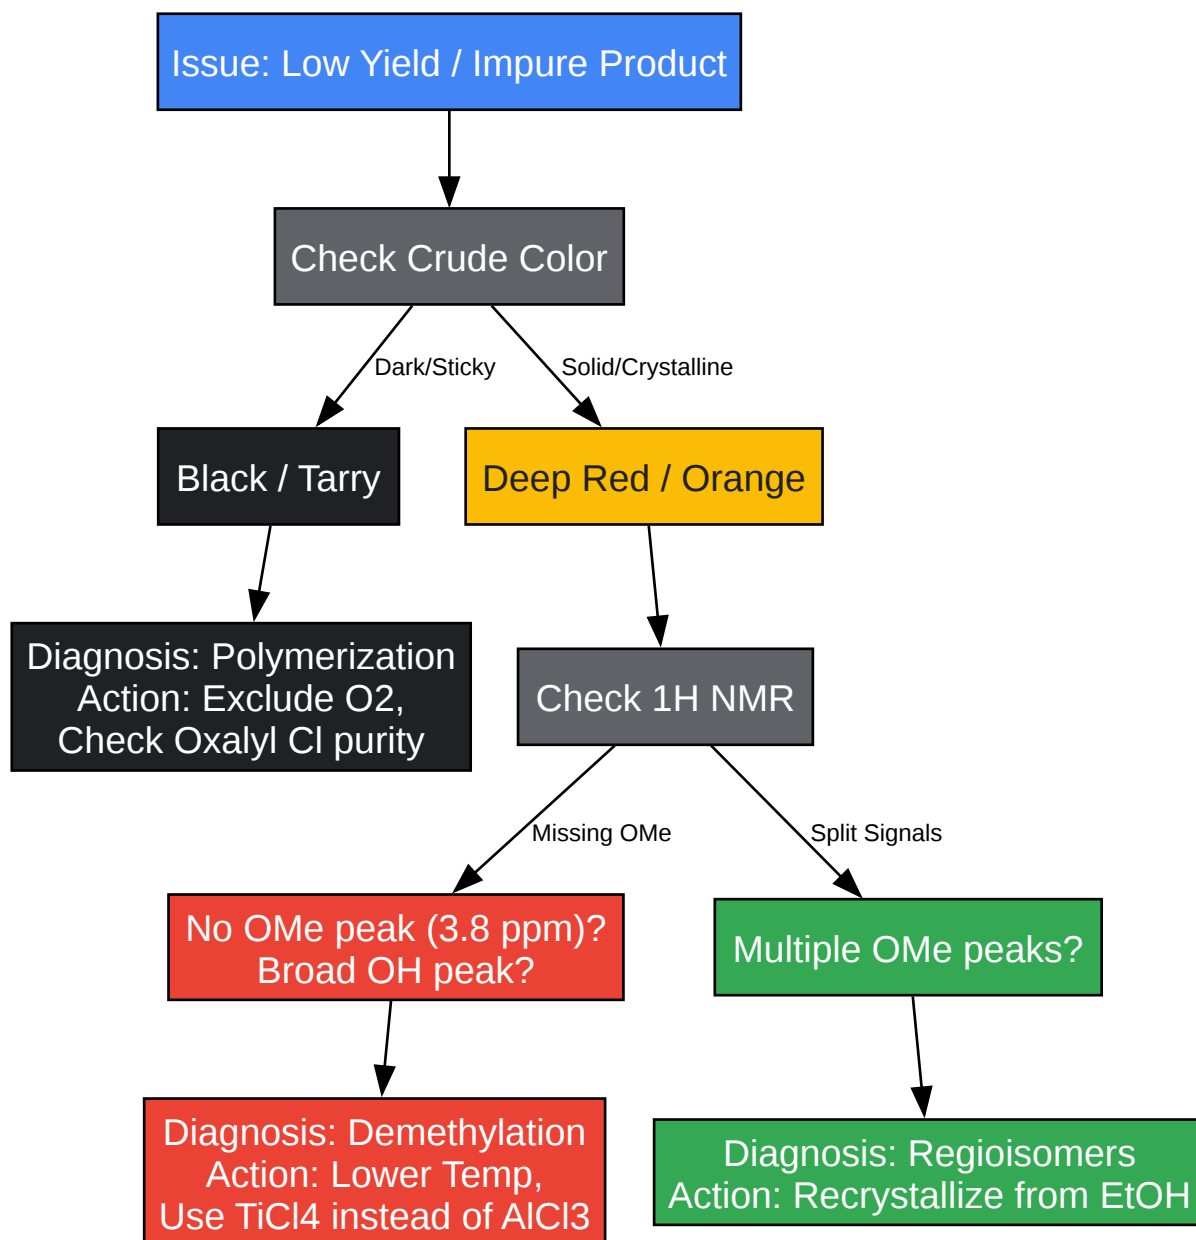 Issue: Low Yield / Impure Product
Check Crude Color
Dark/Sticky
Solid/Crystalline
Black / Tarry
Deep Red / Orange
Diagnosis: Polymerization
Action: Exclude O2,
Check Oxalyl Cl purity
Check 1H NMR
Missing OMe
Split Signals
No OMe peak (3.8 ppm)?
Broad OH peak?
Multiple OMe peaks?
Diagnosis: Demethylation
Action: Lower Temp,
Use TiCl4 instead of AlCl3
Diagnosis: Regioisomers
Action: Recrystallize from EtOH